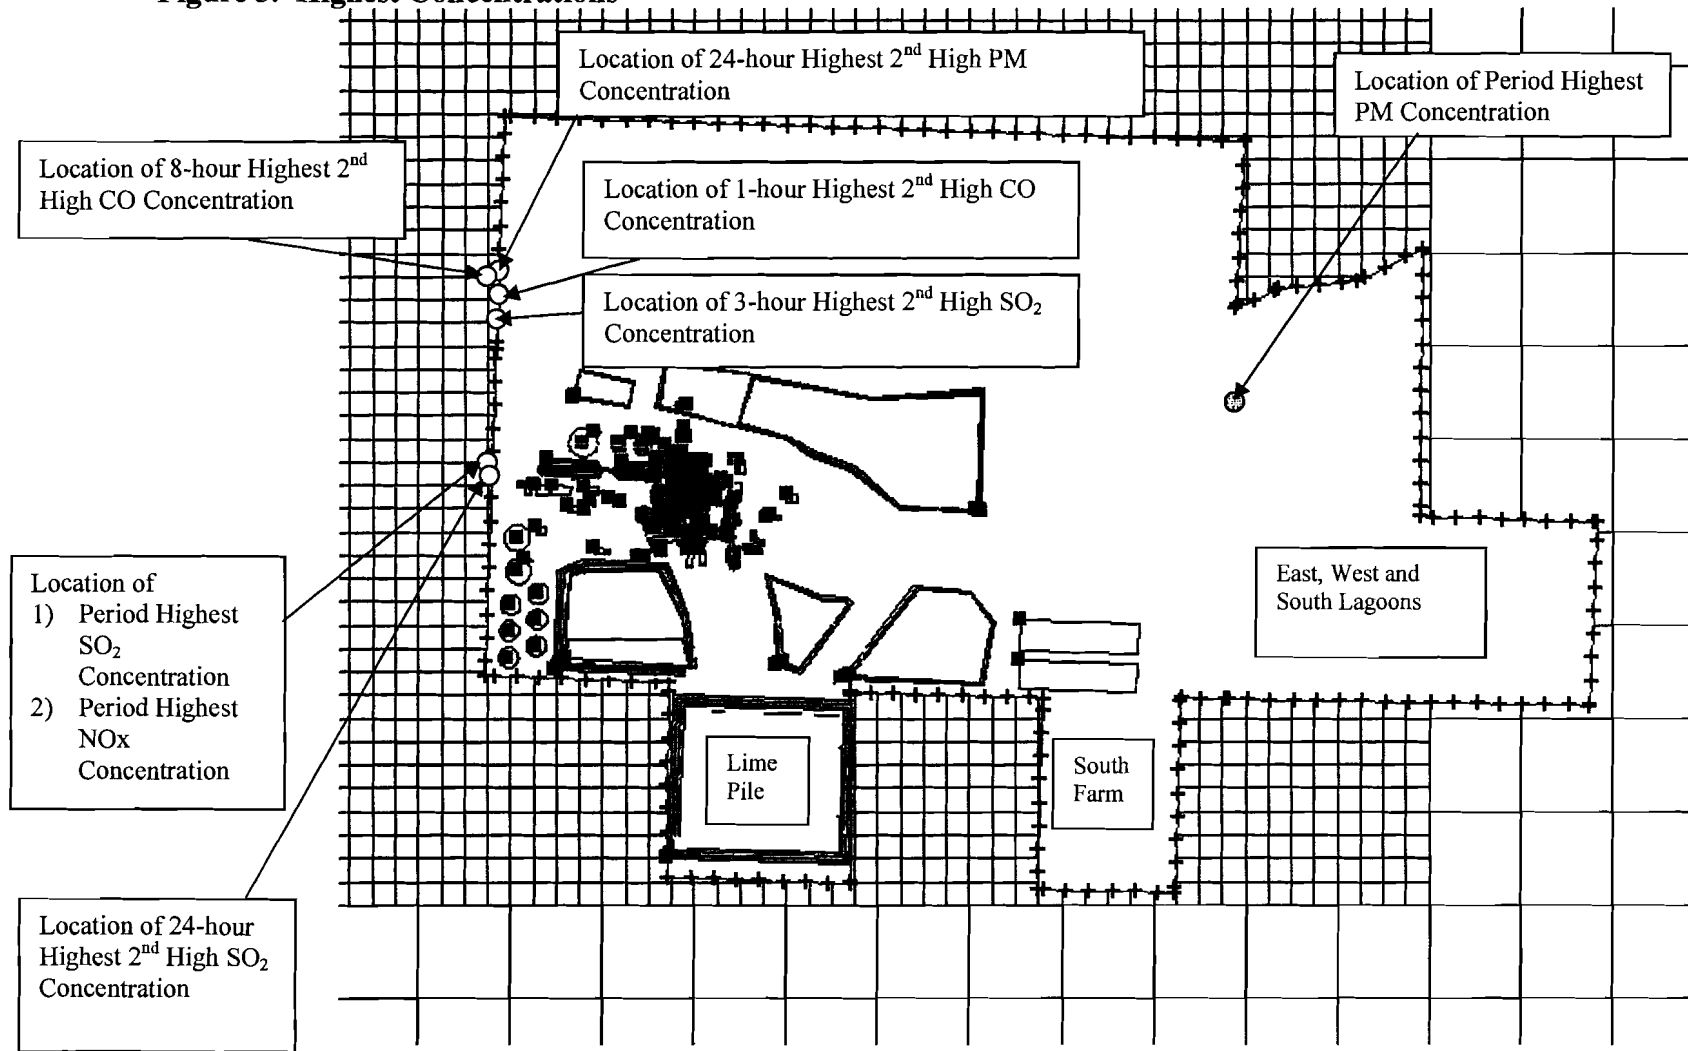 Figure 3. Highest Concentrations
Location of 24-hour Highest 2nd High PM
Concentration
Location of Period Highest
PM Concentration
Location of 8-hour Highest 2nd
High CO Concentration
Location of 1-hour Highest 2nd High CO
Concentration
Location of 3-hour Highest 2nd High SO2
Concentration
Location of
1) Period Highest
SO2
Concentration
2) Period Highest
NOx
Concentration
East, West and
South Lagoons
Lime
Pile
South
Farm
Location of 24-hour
Highest 2nd High SO2
Concentration